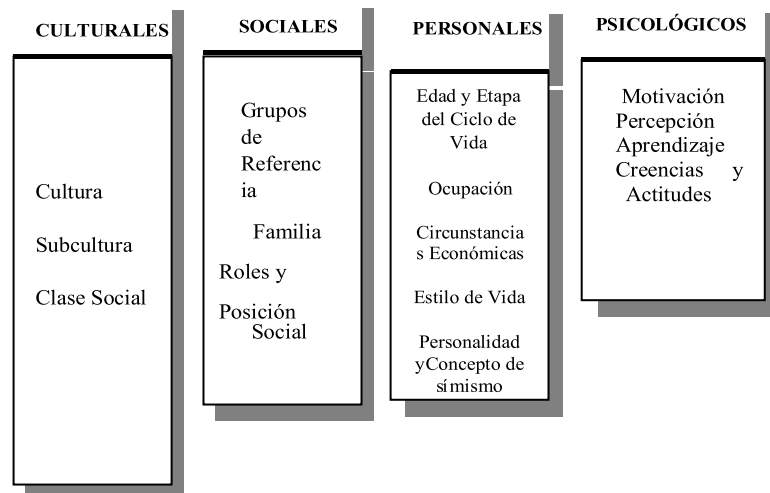 CULTURALES
Cultura
Subcultura
Clase Social
SOCIALES
Grupos
de
Referenc
ia
Familia
Roles y
Posición
Social
PERSONALES
Edad y Etapa
del Ciclo de
Vida
Ocupación
Circunstancia
s Económicas
Estilo de Vida
Personalidad
yConcepto de
símismo
PSICOLÓGICOS
Motivación
Percepción
Aprendizaje
Creencias y
Actitudes